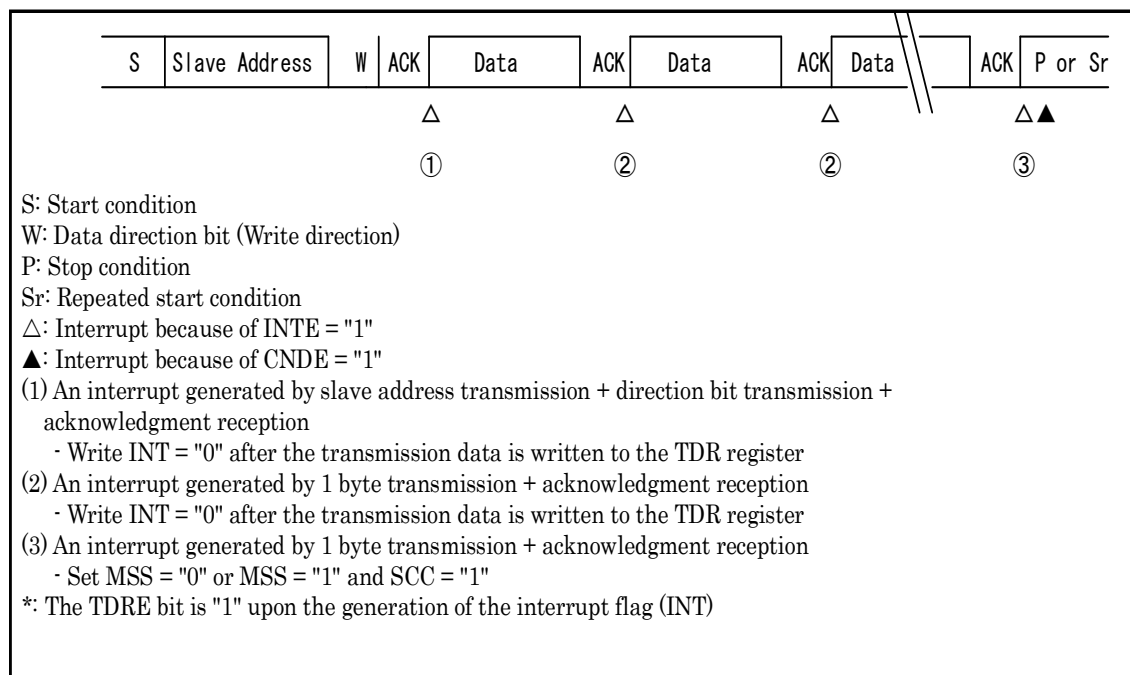 S Slave Address W ACK Data ACK Data ACK Data ACK P or Sr
△ △ △ △▲
① ② ② ③
S: Start condition
W: Data direction bit (Write direction)
P: Stop condition
Sr: Repeated start condition
△: Interrupt because of INTE = "1"
▲: Interrupt because of CNDE = "1"
(1) An interrupt generated by slave address transmission + direction bit transmission +
acknowledgment reception
- Write INT = "0" after the transmission data is written to the TDR register
(2) An interrupt generated by 1 byte transmission + acknowledgment reception
- Write INT = "0" after the transmission data is written to the TDR register
(3) An interrupt generated by 1 byte transmission + acknowledgment reception
- Set MSS = "0" or MSS = "1" and SCC = "1"
*: The TDRE bit is "1" upon the generation of the interrupt flag (INT)